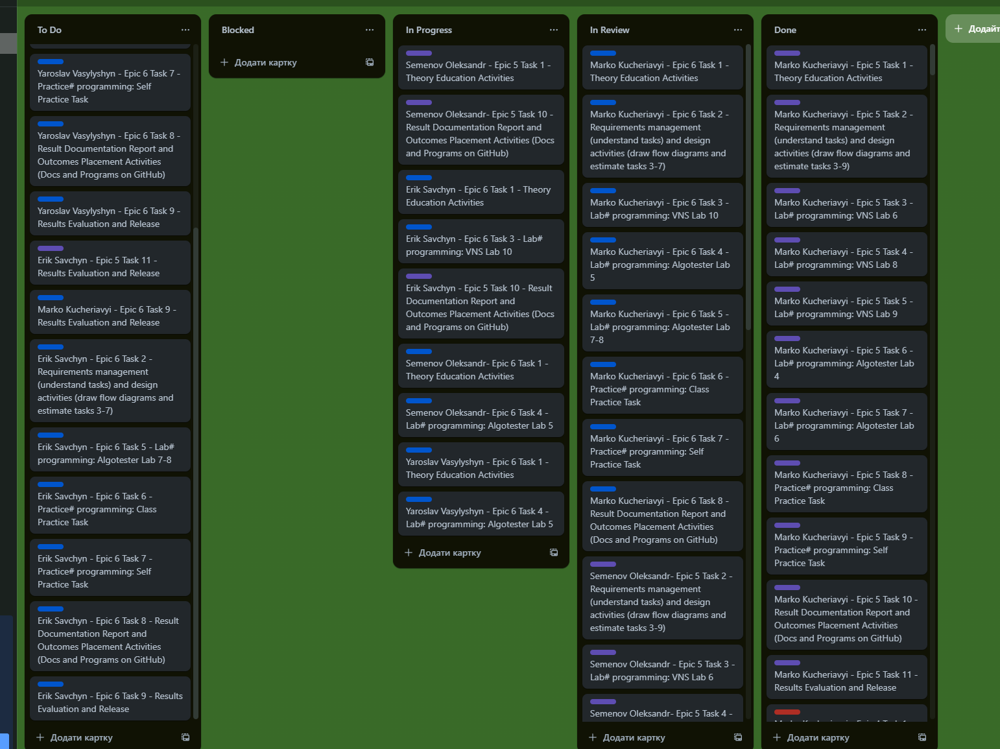 To Do
Yaroslav Vasylyshyn - Epic 6 Task 7 -
Practice# programming: Self
Practice Task
Yaroslav Vasylyshyn - Epic 6 Task 8 -
Result Documentation Report and
Outcomes Placement Activities
(Docs and Programs on GitHub)
Yaroslav Vasylyshyn - Epic 6 Task 9 -
Results Evaluation and Release
Erik Savchyn - Epic 5 Task 11 -
Results Evaluation and Release
Marko Kucheriavyi - Epic 6 Task 9 -
Results Evaluation and Release
Erik Savchyn - Epic 6 Task 2 -
Requirements management
(understand tasks) and design
activities (draw flow diagrams and
estimate tasks 3-7)
Erik Savchyn - Epic 6 Task 5 - Lab#
programming: Algotester Lab 7-8
Erik Savchyn - Epic 6 Task 6 -
Practice# programming: Class
Practice Task
Erik Savchyn - Epic 6 Task 7 -
Practice# programming: Self
Practice Task
Erik Savchyn - Epic 6 Task 8 - Result
Documentation Report and
Outcomes Placement Activities
(Docs and Programs on GitHub)
Erik Savchyn - Epic 6 Task 9 - Results
Evaluation and Release
Додати картку
Blocked
Додати картку
In Progress
Semenov Oleksandr - Epic 5 Task 1 -
Theory Education Activities
Semenov Oleksandr- Epic 5 Task 10 -
Result Documentation Report and
Outcomes Placement Activities (Docs
and Programs on GitHub)
Erik Savchyn - Epic 6 Task 1 - Theory
Education Activities
Erik Savchyn - Epic 6 Task 3 - Lab#
programming: VNS Lab 10
Erik Savchyn - Epic 5 Task 10 - Result
Documentation Report and
Outcomes Placement Activities (Docs
and Programs on GitHub)
Semenov Oleksandr- Epic 6 Task 1 -
Theory Education Activities
Semenov Oleksandr- Epic 6 Task 4 -
Lab# programming: Algotester Lab 5
Yaroslav Vasylyshyn - Epic 6 Task 1 -
Theory Education Activities
Yaroslav Vasylyshyn - Epic 6 Task 4 -
Lab# programming: Algotester Lab 5
Додати картку
In Review
Marko Kucheriavyi - Epic 6 Task 1 -
Theory Education Activities
Marko Kucheriavyi - Epic 6 Task 2 -
Requirements management
(understand tasks) and design
activities (draw flow diagrams and
estimate tasks 3-7)
Marko Kucheriavyi - Epic 6 Task 3 -
Lab# programming: VNS Lab 10
Marko Kucheriavyi - Epic 6 Task 4 -
Lab# programming: Algotester Lab
5
Marko Kucheriavyi - Epic 6 Task 5 -
Lab# programming: Algotester Lab
7-8
Marko Kucheriavyi - Epic 6 Task 6 -
Practice# programming: Class
Practice Task
Marko Kucheriavyi - Epic 6 Task 7 -
Practice# programming: Self
Practice Task
Marko Kucheriavyi - Epic 6 Task 8 -
Result Documentation Report and
Outcomes Placement Activities
(Docs and Programs on GitHub)
Semenov Oleksandr- Epic 5 Task 2 -
Requirements management
(understand tasks) and design
activities (draw flow diagrams and
estimate tasks 3-9)
Semenov Oleksandr - Epic 5 Task 3 -
Lab# programming: VNS Lab 6
Semenov Oleksandr- Epic 5 Task 4 -
Додати картку
Done
Marko Kucheriavyi - Epic 5 Task 1 -
Theory Education Activities
Marko Kucheriavyi - Epic 5 Task 2 -
Requirements management
(understand tasks) and design
activities (draw flow diagrams and
estimate tasks 3-9)
Marko Kucheriavyi - Epic 5 Task 3 -
Lab# programming: VNS Lab 6
Marko Kucheriavyi - Epic 5 Task 4 -
Lab# programming: VNS Lab 8
Marko Kucheriavyi - Epic 5 Task 5 -
Lab# programming: VNS Lab 9
Marko Kucheriavyi - Epic 5 Task 6 -
Lab# programming: Algotester Lab
4
Marko Kucheriavyi - Epic 5 Task 7 -
Lab# programming: Algotester Lab
6
Marko Kucheriavyi - Epic 5 Task 8 -
Practice# programming: Class
Practice Task
Marko Kucheriavyi - Epic 5 Task 9 -
Practice# programming: Self
Practice Task
Marko Kucheriavyi - Epic 5 Task 10 -
Result Documentation Report and
Outcomes Placement Activities
(Docs and Programs on GitHub)
Marko Kucheriavyi - Epic 5 Task 11 -
Results Evaluation and Release
Додати картку
Додайт